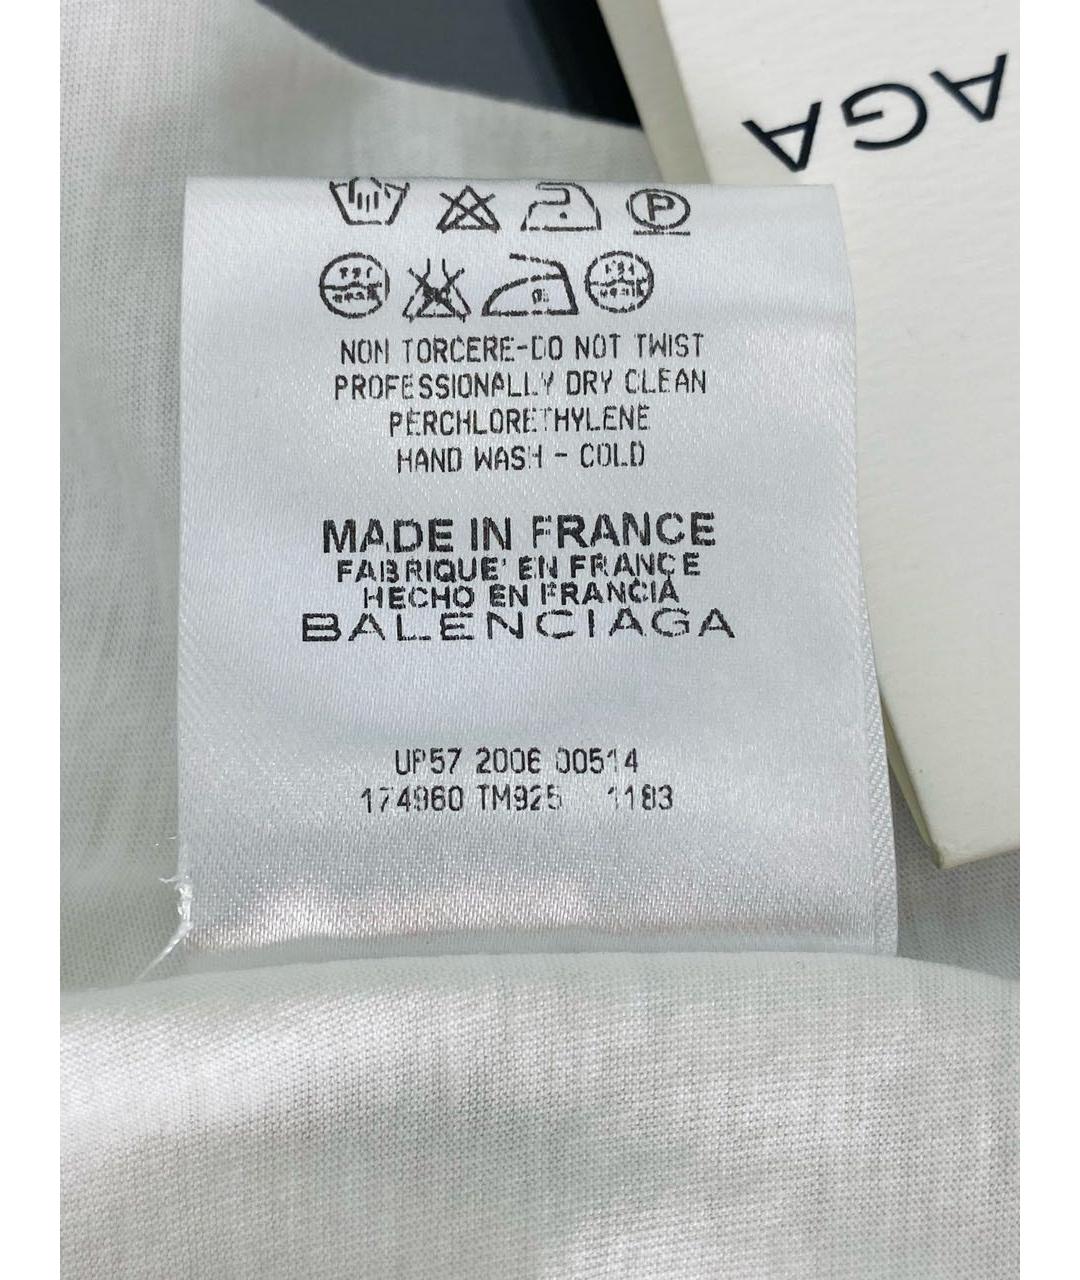 AGA
P
NON TORCERE-DO NOT TWIST
PROFESSIONALLY DRY CLEAN
PERCHLORETHYLENE
HAND WASH - COLD
MADE IN FRANCE
FABRIQUE' EN FRANCE
HECHO EN FRANCIA
BALENCIAGA
UP57 2006 00514
174960 TM925 1183